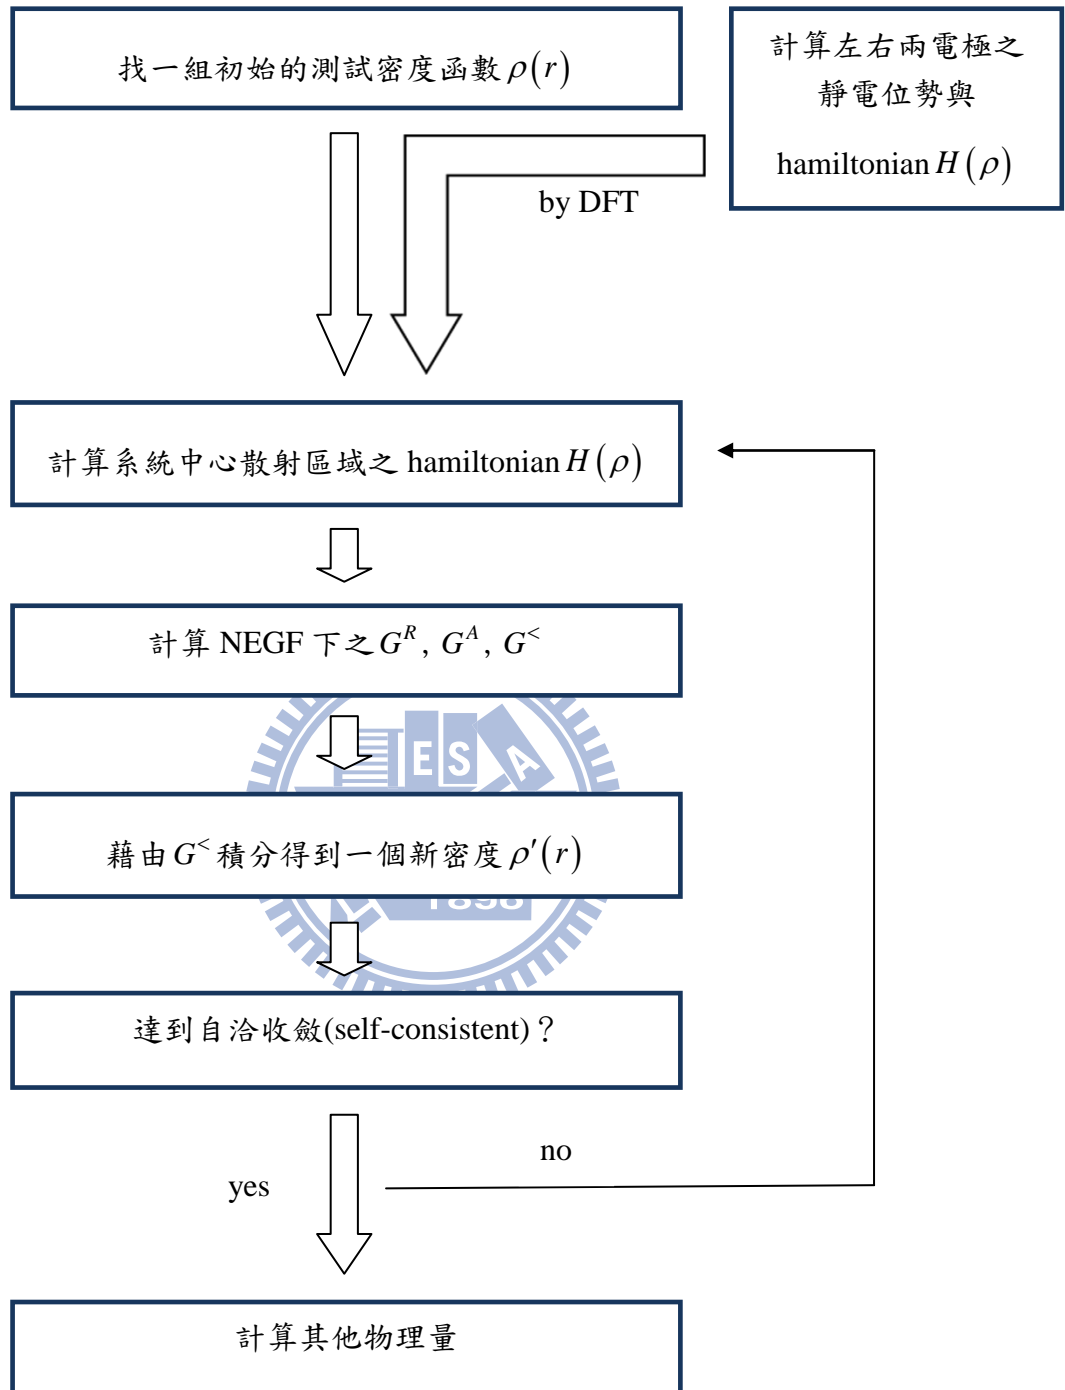 找一組初始的測試密度函數 ρ(r)
計算左右兩電極之
靜電位勢與
hamiltonian H(ρ)
by DFT
計算系統中心散射區域之 hamiltonian H(ρ)
計算 NEGF 下之 G^R, G^A, G^<
E S A
藉由 G^< 積分得到一個新密度 ρ′(r)
1898
達到自洽收斂(self-consistent)？
no
yes
計算其他物理量